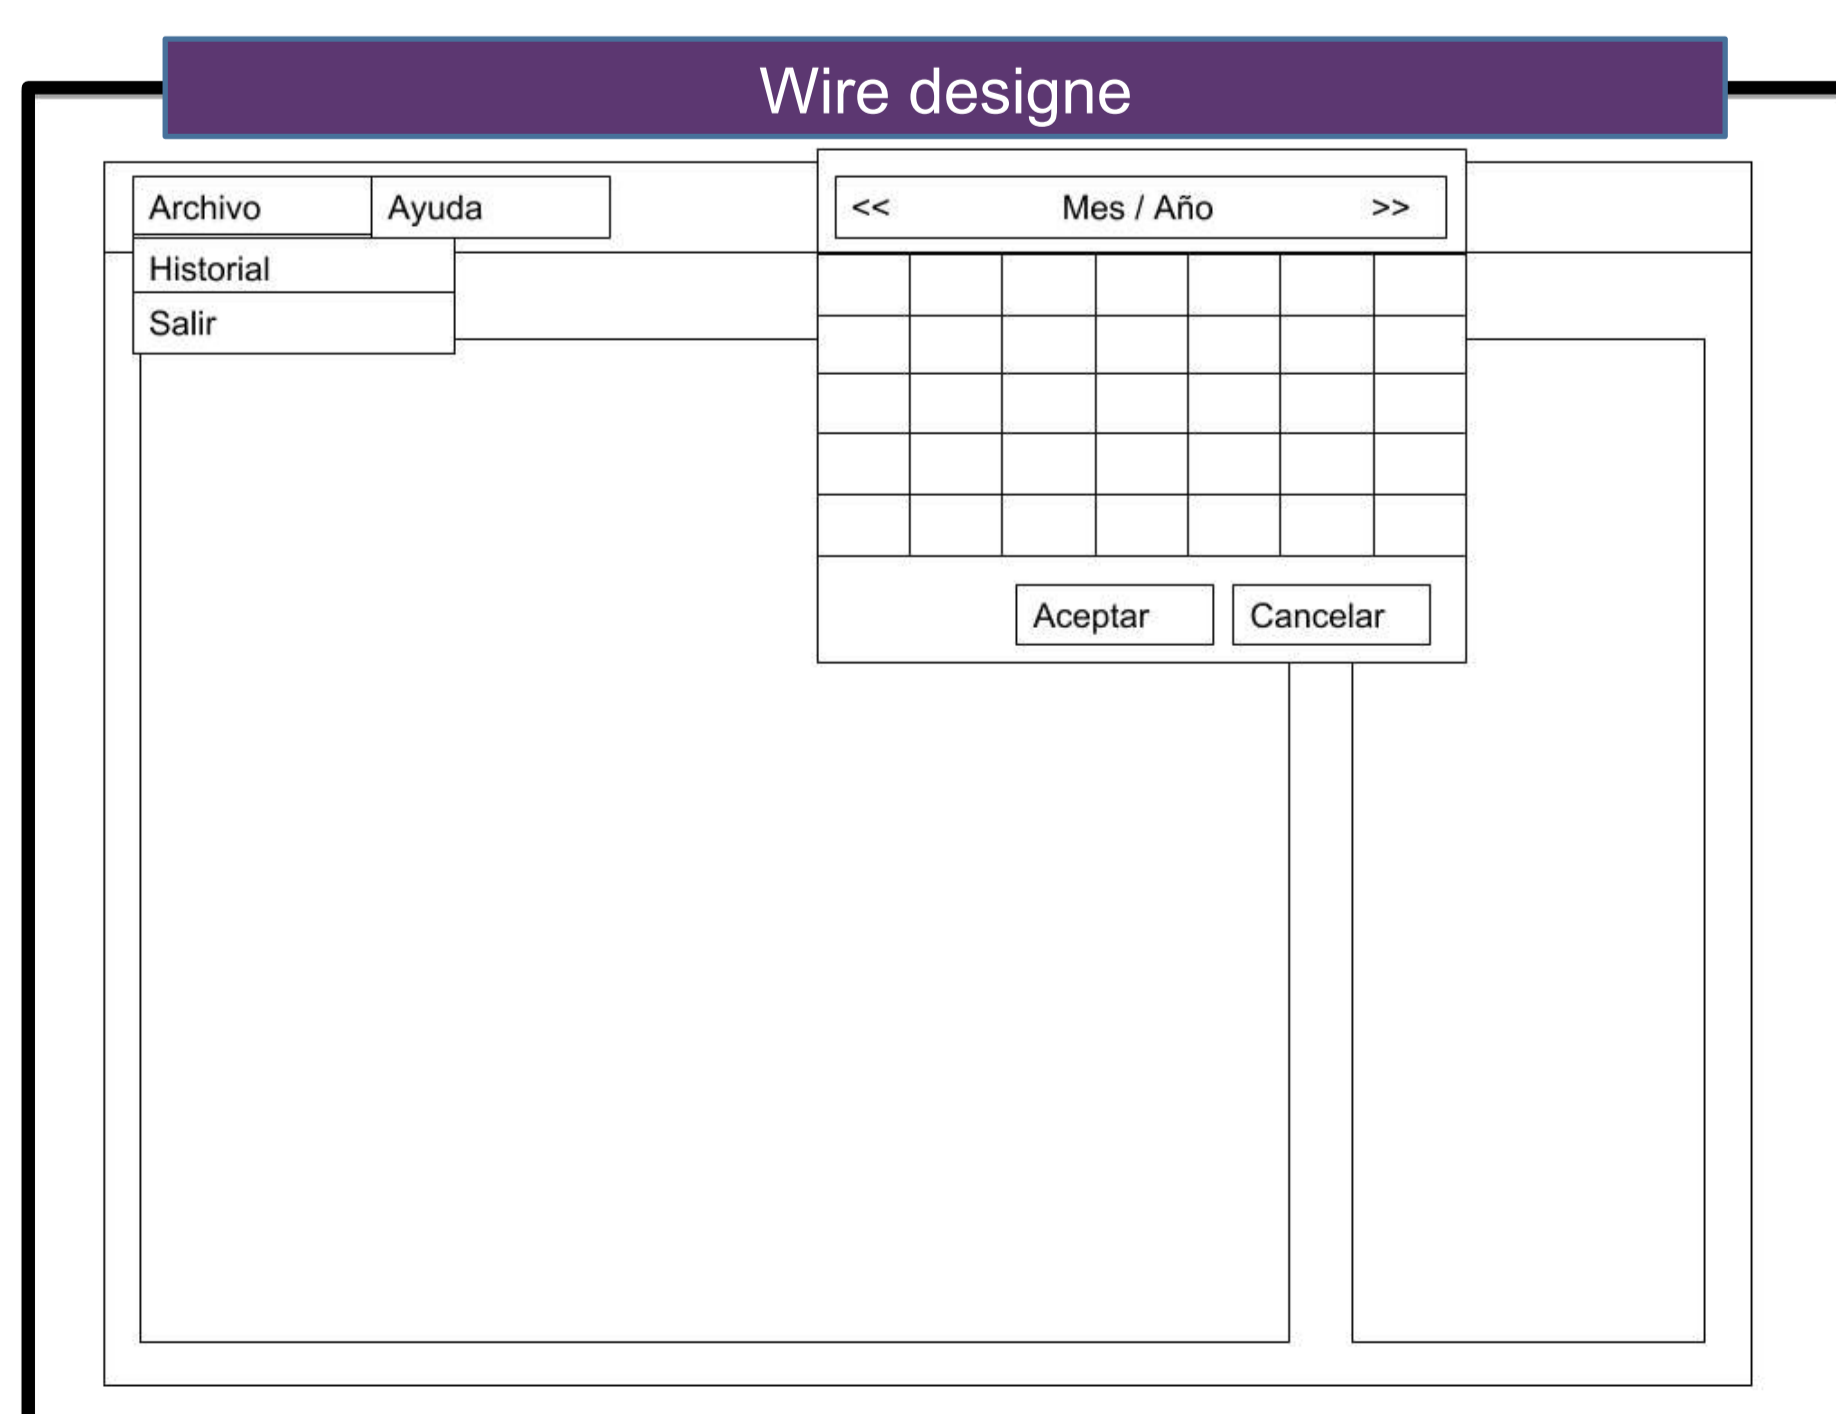 Wire designe
Archivo Ayuda
<< Mes / Año >>
Historial
Salir
Aceptar Cancelar